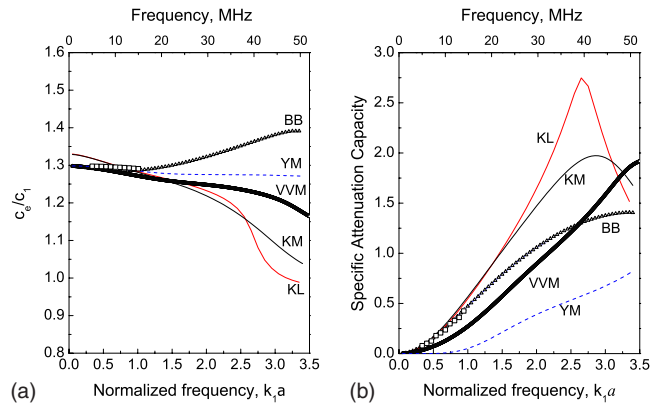 Frequency, MHz
0 10 20 30 40 50
1.4
1.3
1.2
1.1
1.0
0.9
0.8
c_e/c_1
BB
YM
VVM
KM
KL
0.0 0.5 1.0 1.5 2.0 2.5 3.0 3.5
(a)
Normalized frequency, k_1a
Frequency, MHz
0 10 20 30 40 50
3.0
2.5
2.0
1.5
1.0
0.5
0.0
Specific Attenuation Capacity
KL
KM
BB
VVM
YM
0.0 0.5 1.0 1.5 2.0 2.5 3.0 3.5
(b)
Normalized frequency, k_1a